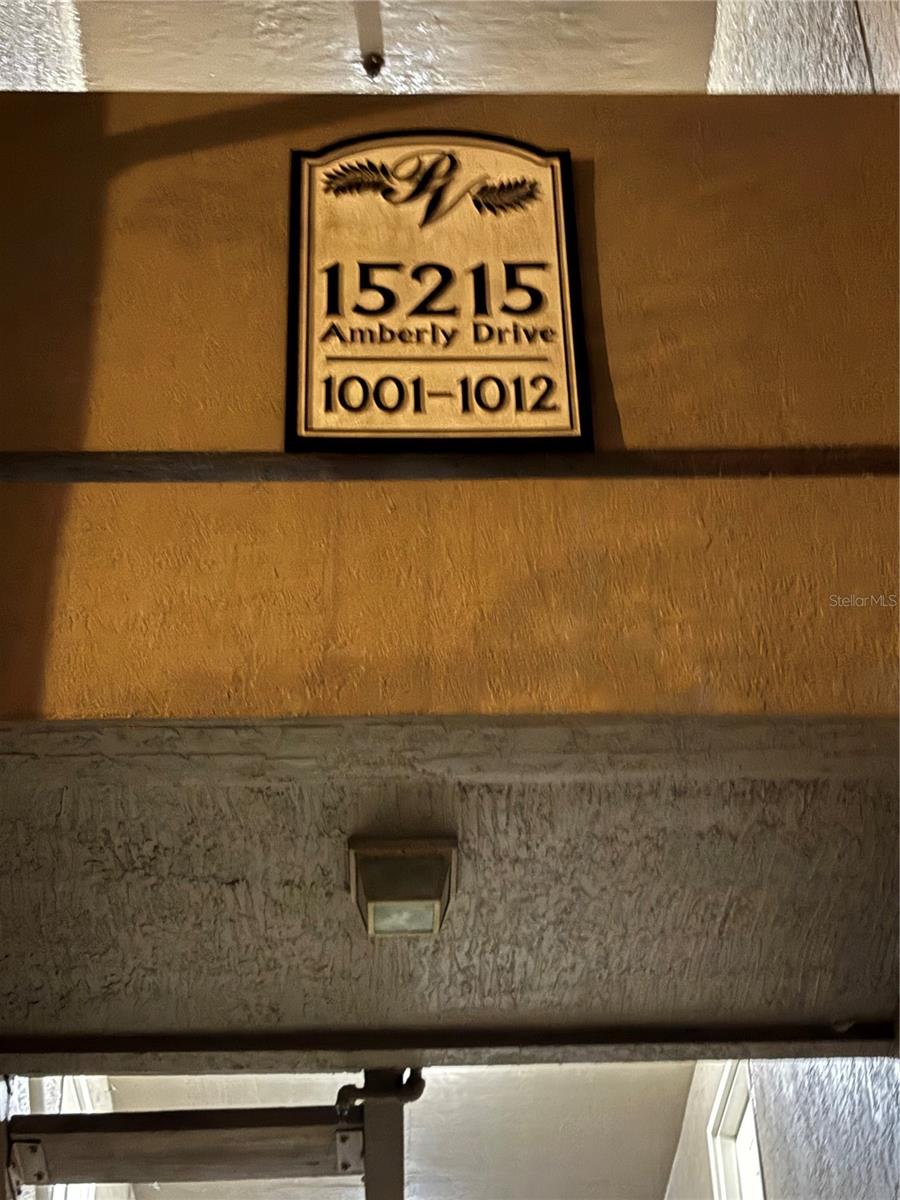 PV
15215
Amberly Drive
1001-1012
StellarMLS